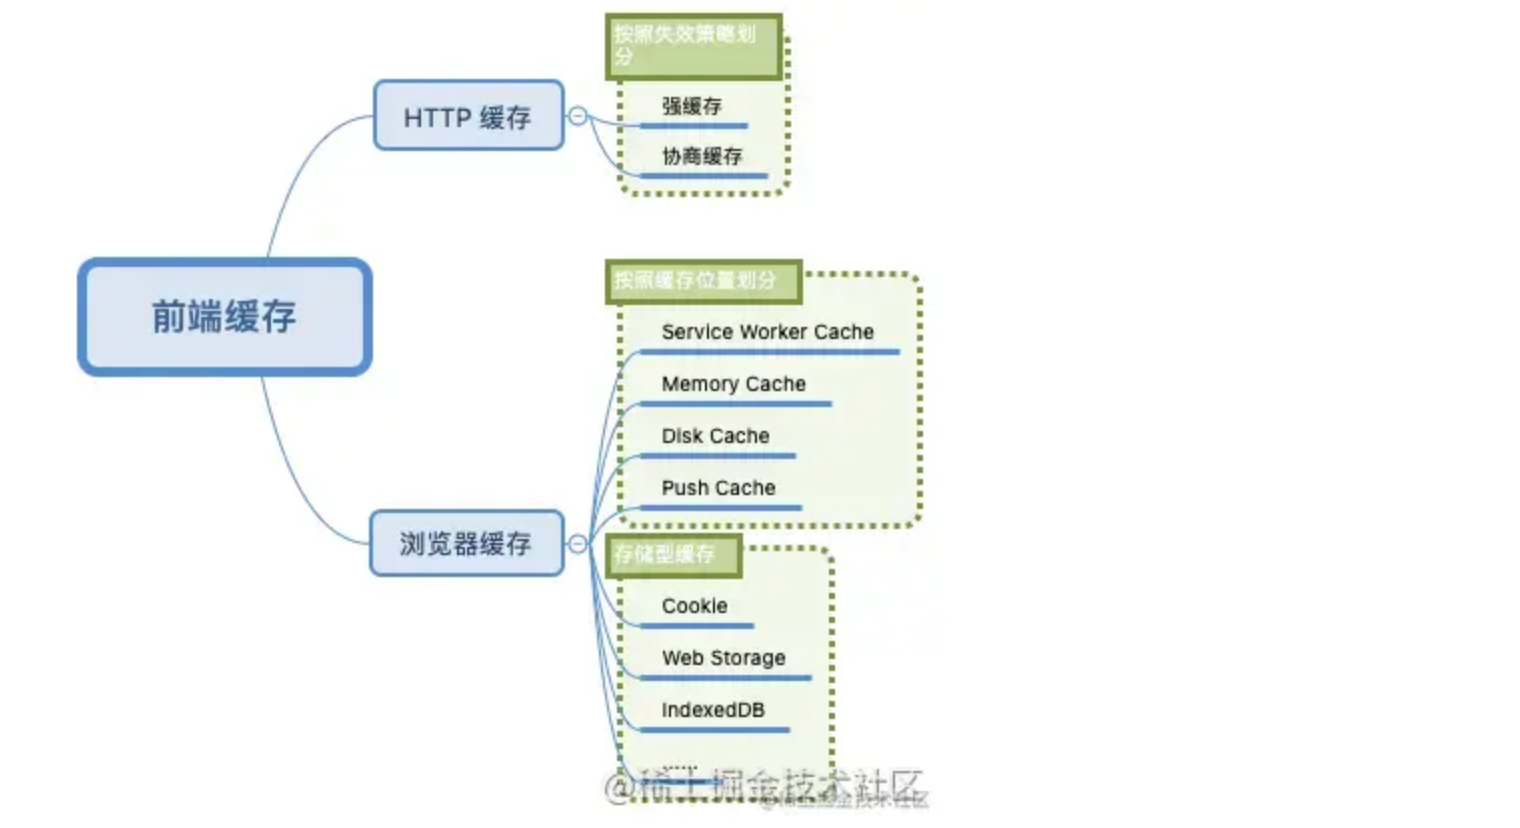 按照失效策略划
分
HTTP 缓存
强缓存
协商缓存
前端缓存
按照缓存位置划分
Service Worker Cache
Memory Cache
Disk Cache
Push Cache
浏览器缓存
存储型缓存
Cookie
Web Storage
IndexedDB
......
@稀土掘金技术社区
@稀土掘金技术社区